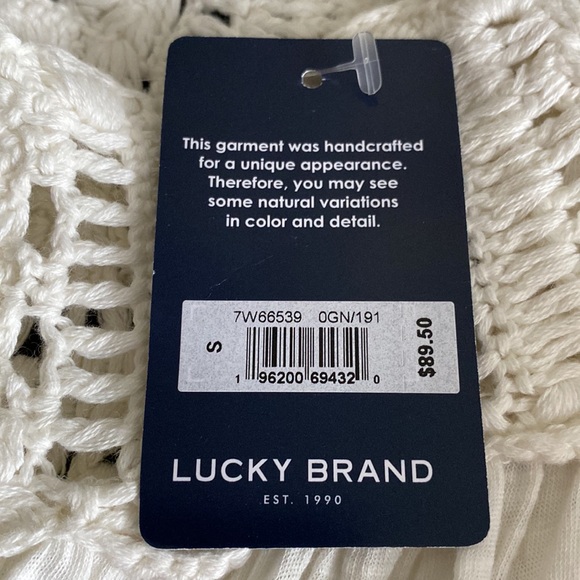 This garment was handcrafted
for a unique appearance.
Therefore, you may see
some natural variations
in color and detail.
7W66539 0GN/191
S
1 96200 69432 0
$89.50
LUCKY BRAND
EST. 1990